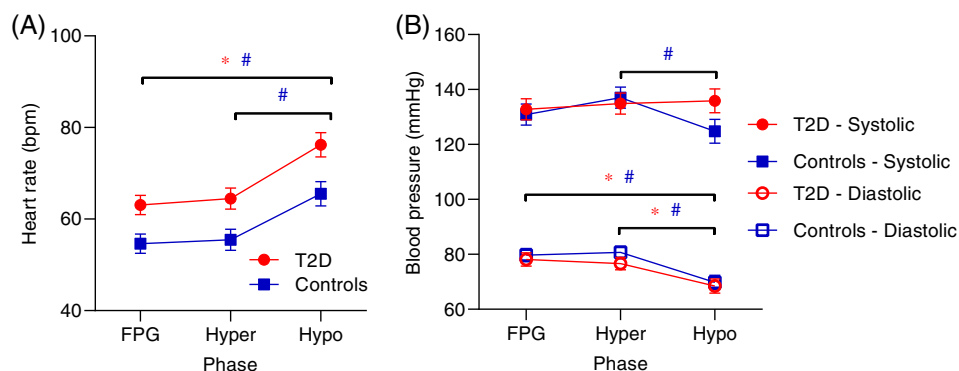 (A)
Heart rate (bpm)
100
80
60
40
* #
#
T2D
Controls
FPG
Hyper
Hypo
Phase
(B)
Blood pressure (mmHg)
160
140
120
100
80
60
#
* #
* #
FPG
Hyper
Hypo
Phase
T2D - Systolic
Controls - Systolic
T2D - Diastolic
Controls - Diastolic